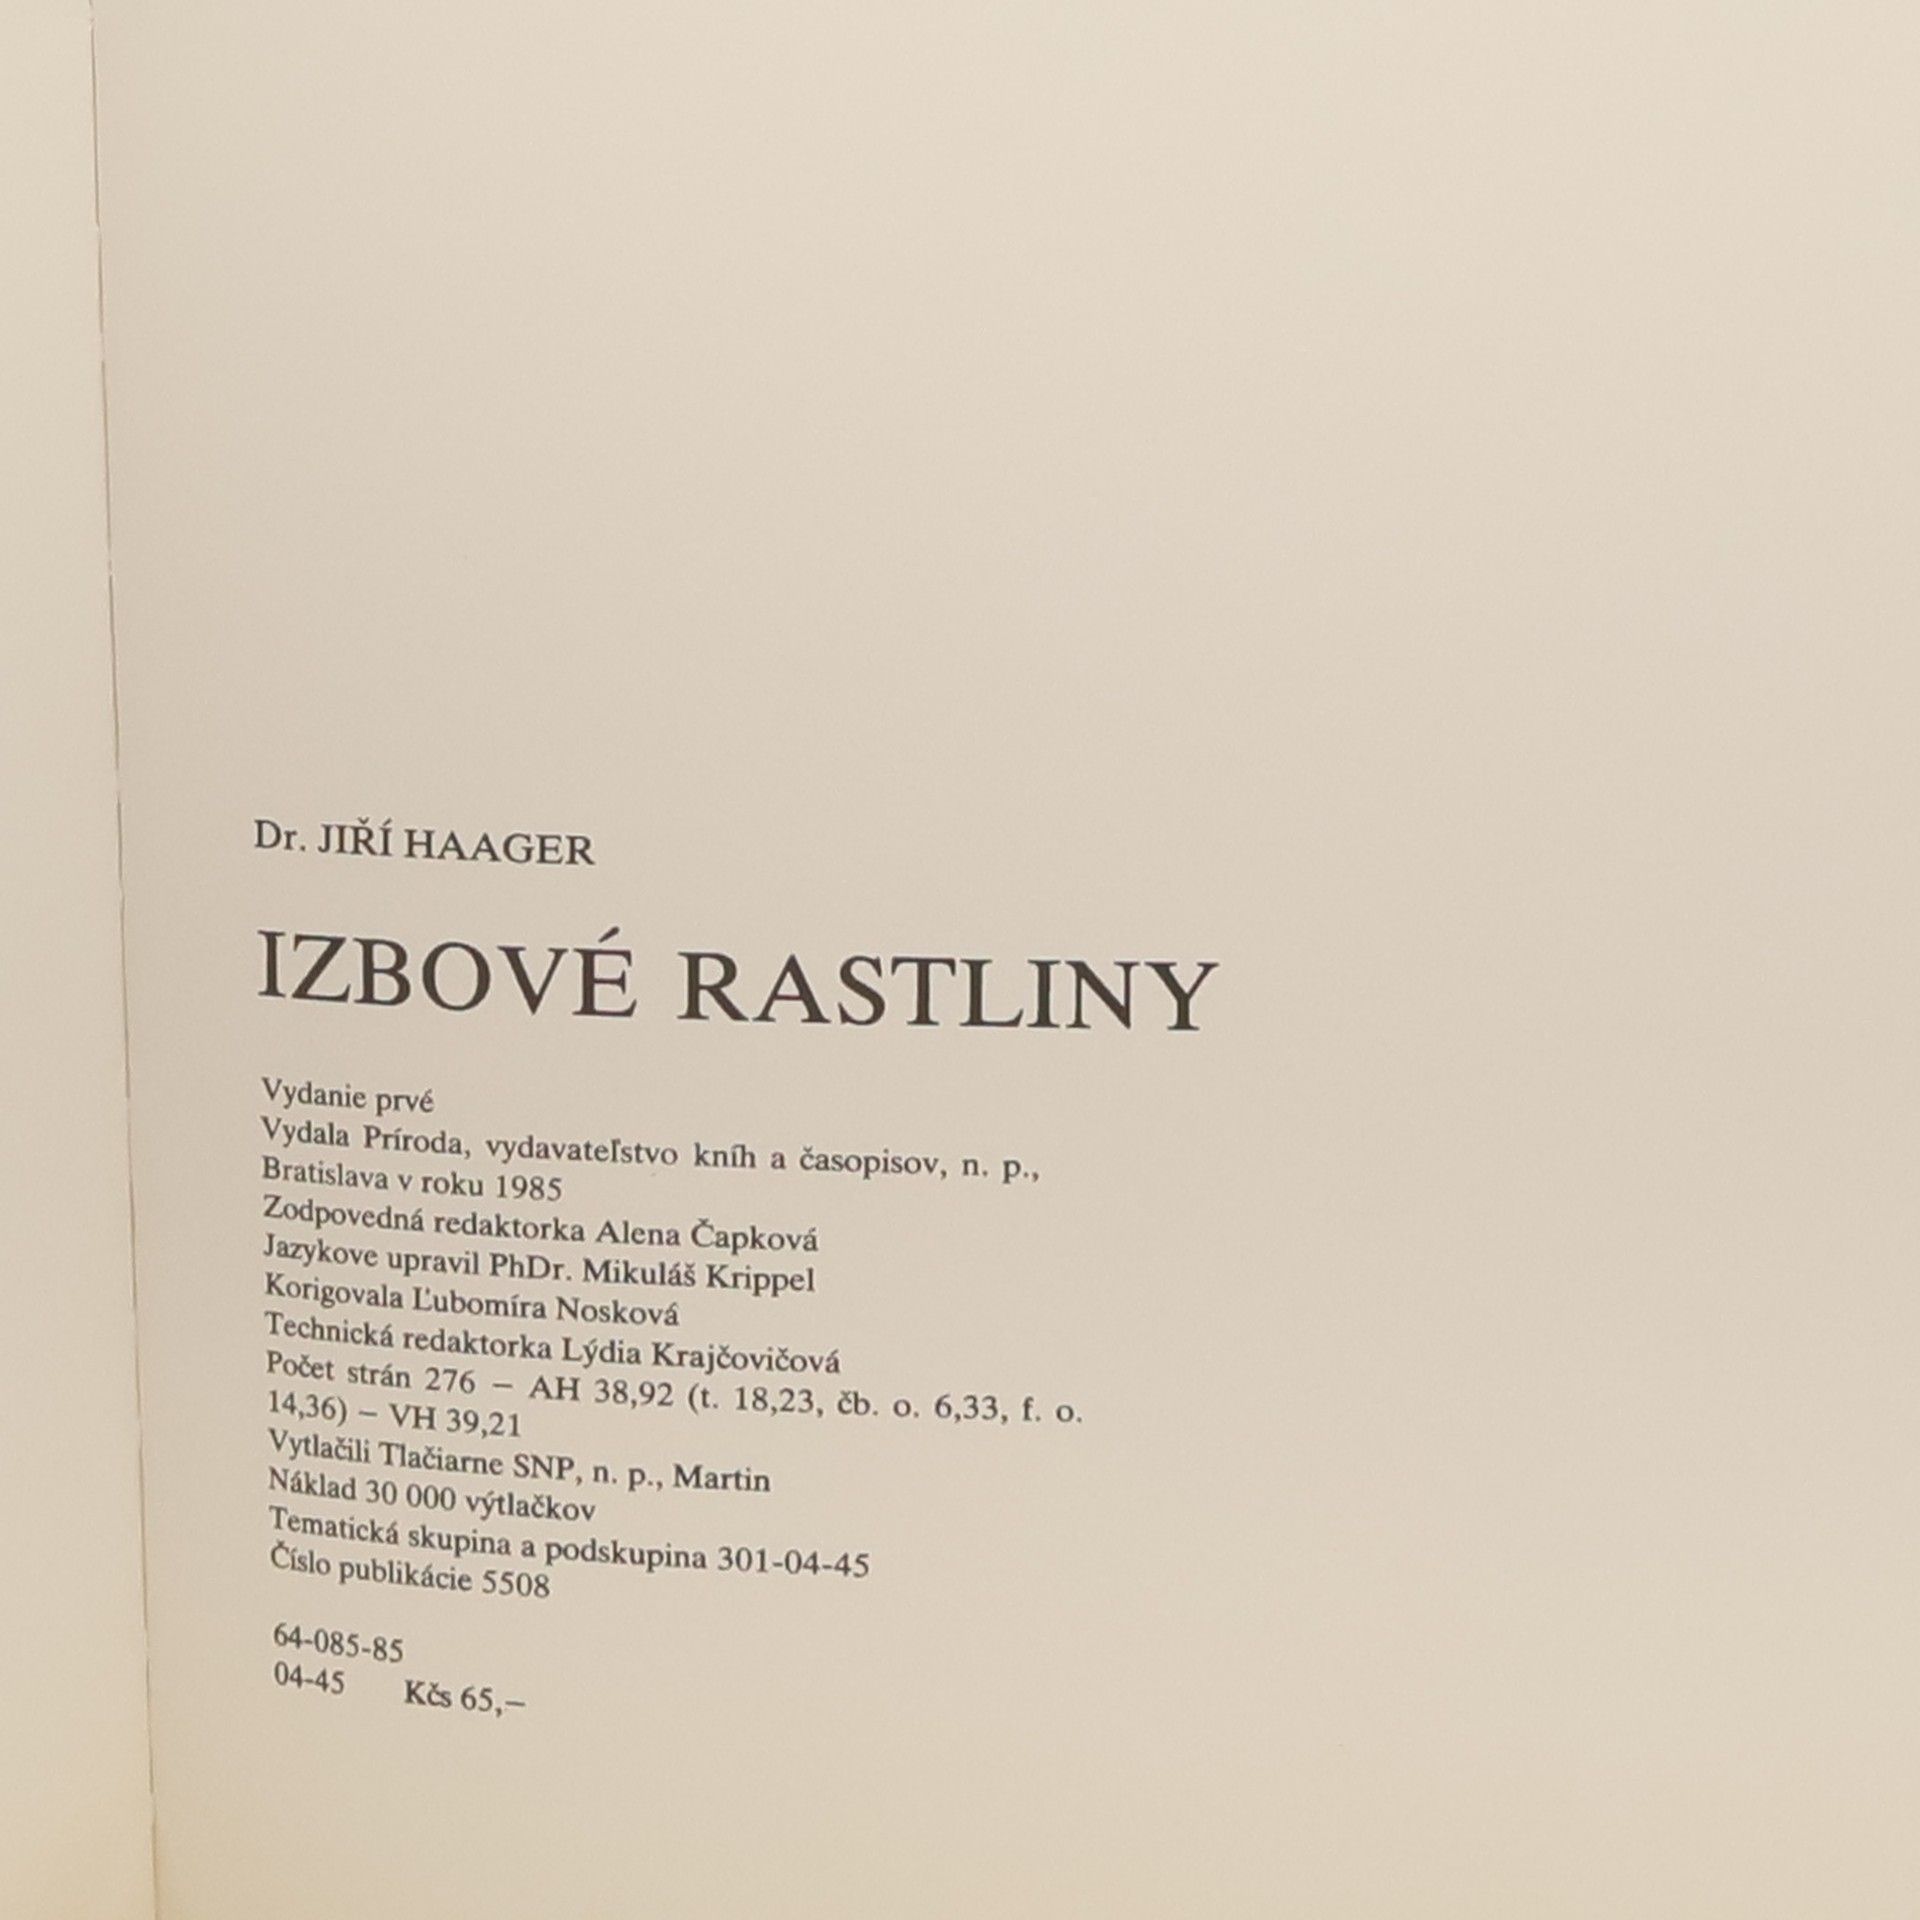 Dr. JIŘÍ HAAGER
IZBOVÉ RASTLINY
Vydanie prvé
Vydala Príroda, vydavateľstvo kníh a časopisov, n. p.,
Bratislava v roku 1985
Zodpovedná redaktorka Alena Čapková
Jazykove upravil PhDr. Mikuláš Krippel
Korigovala Ľubomíra Nosková
Technická redaktorka Lýdia Krajčovičová
Počet strán 276 – AH 38,92 (t. 18,23, čb. o. 6,33, f. o.
14,36) – VH 39,21
Vytlačili Tlačiarne SNP, n. p., Martin
Náklad 30 000 výtlačkov
Tematická skupina a podskupina 301-04-45
Číslo publikácie 5508
64-085-85
04-45 Kčs 65,–